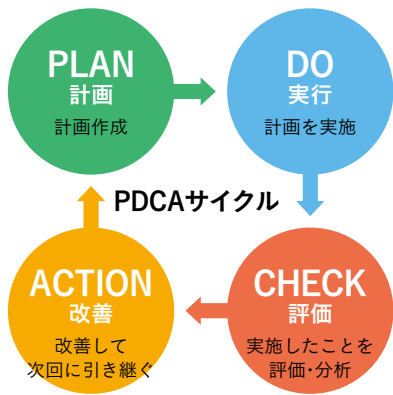 PLAN
計画
計画作成
DO
実行
計画を実施
PDCAサイクル
ACTION
改善
改善して
次回に引き継ぐ
CHECK
評価
実施したことを
評価・分析